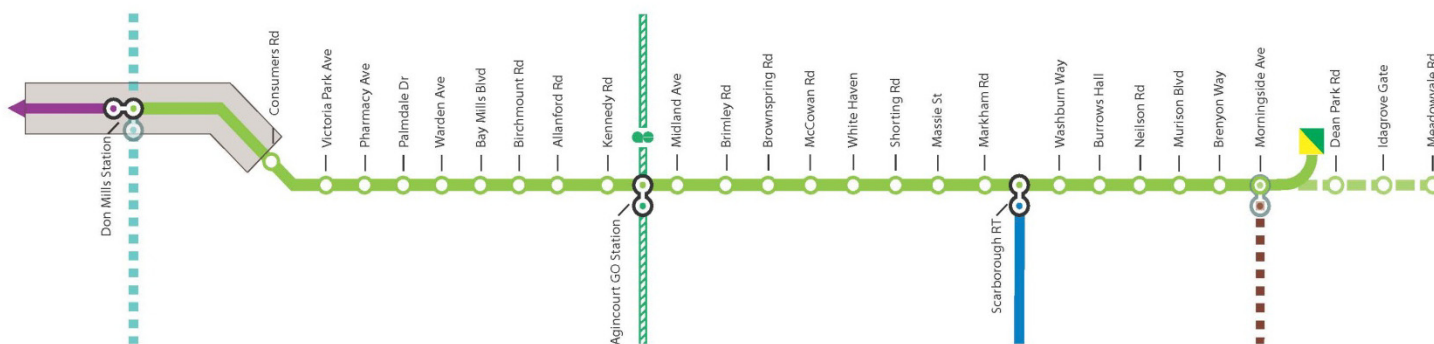 Don Mills Station
Consumers Rd
Victoria Park Ave
Pharmacy Ave
Palmdale Dr
Warden Ave
Bay Mills Blvd
Birchmount Rd
Allanford Rd
Kennedy Rd
Agincourt GO Station
Midland Ave
Brimley Rd
Brownspring Rd
McCowan Rd
White Haven
Shorting Rd
Massie St
Markham Rd
Scarborough RT
Washburn Way
Burrows Hall
Neilson Rd
Murison Blvd
Brenyon Way
Morningside Ave
Dean Park Rd
Idagrove Gate
Meadowvale Rd